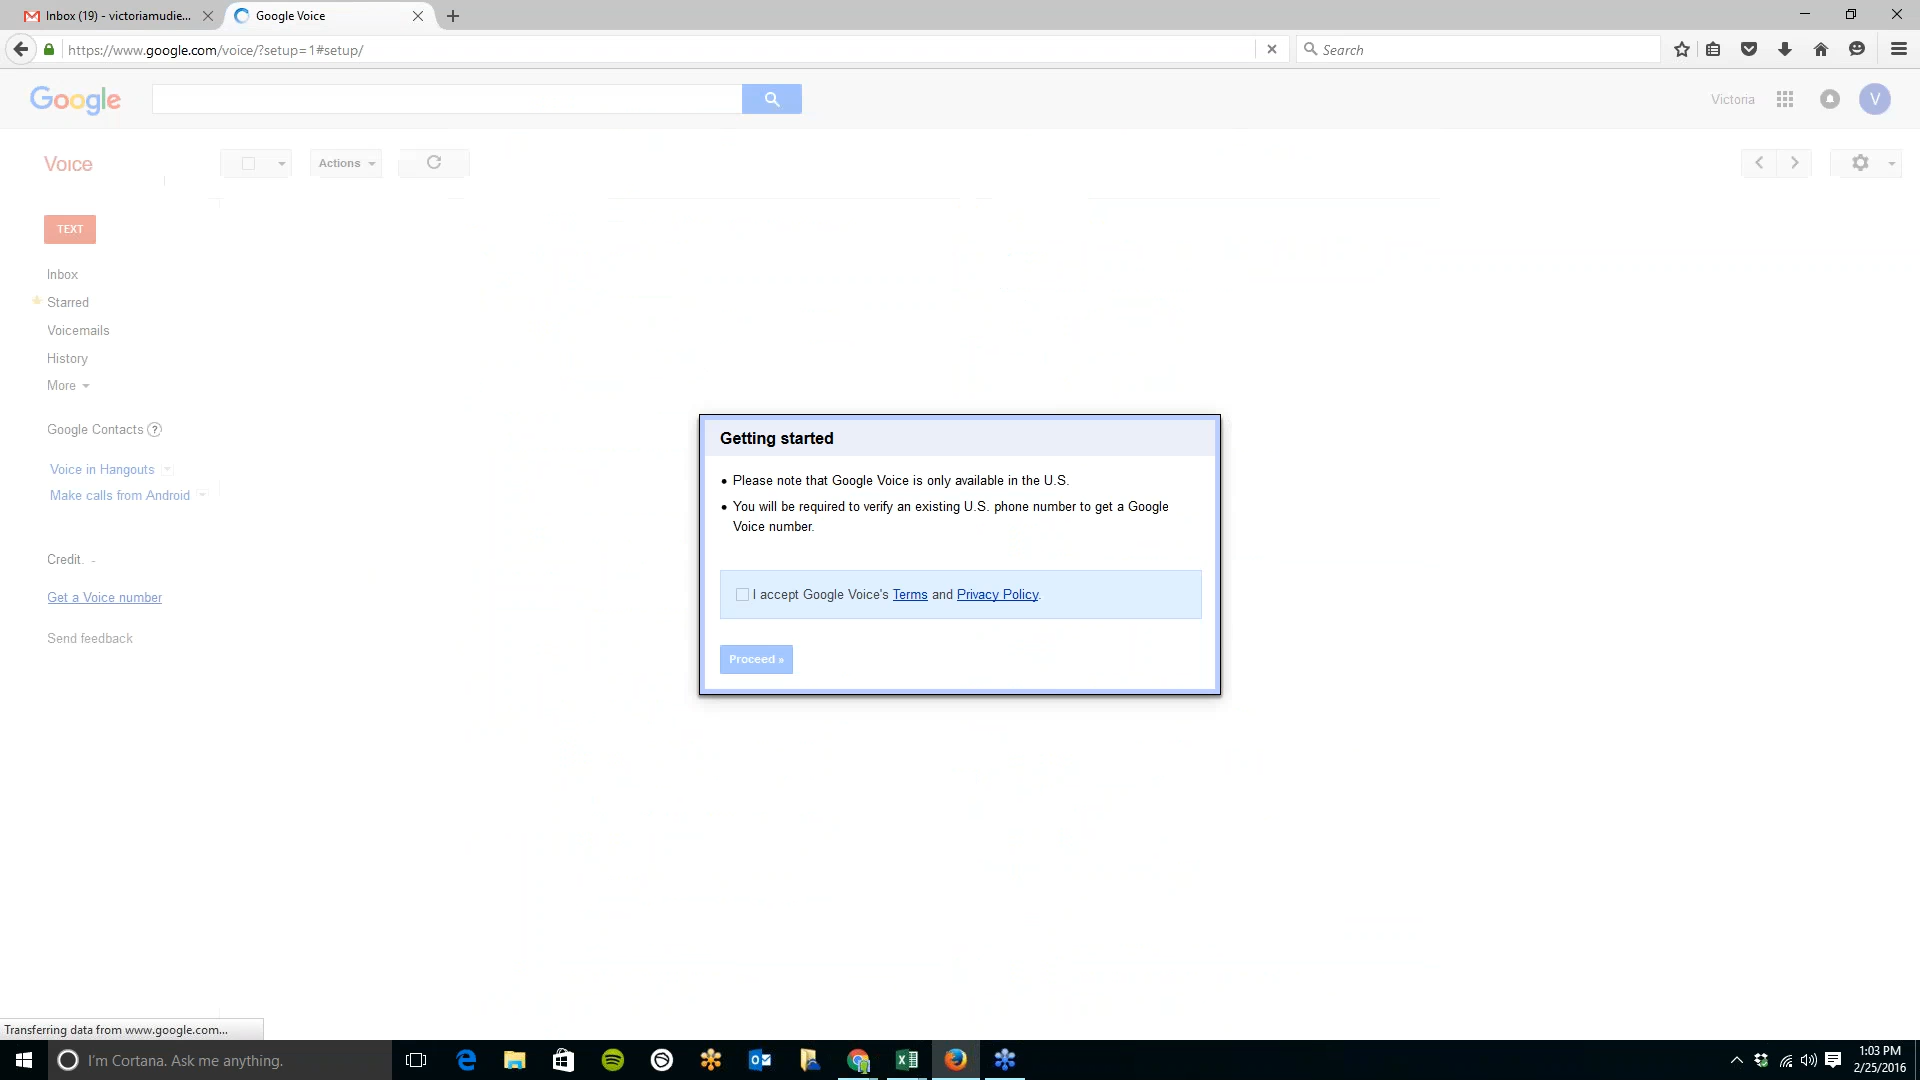 Inbox (19) - victoriamudie...
Google Voice
https://www.google.com/voice/?setup=1#setup/
Search
Google
Victoria
V
Voice
Actions
TEXT
Inbox
Starred
Voicemails
History
More
Google Contacts ?
Voice in Hangouts
Make calls from Android
Credit. -
Get a Voice number
Send feedback
Getting started
• Please note that Google Voice is only available in the U.S.
• You will be required to verify an existing U.S. phone number to get a Google
Voice number.
I accept Google Voice's Terms and Privacy Policy.
Proceed »
Transferring data from www.google.com...
I'm Cortana. Ask me anything.
1:03 PM
2/25/2016